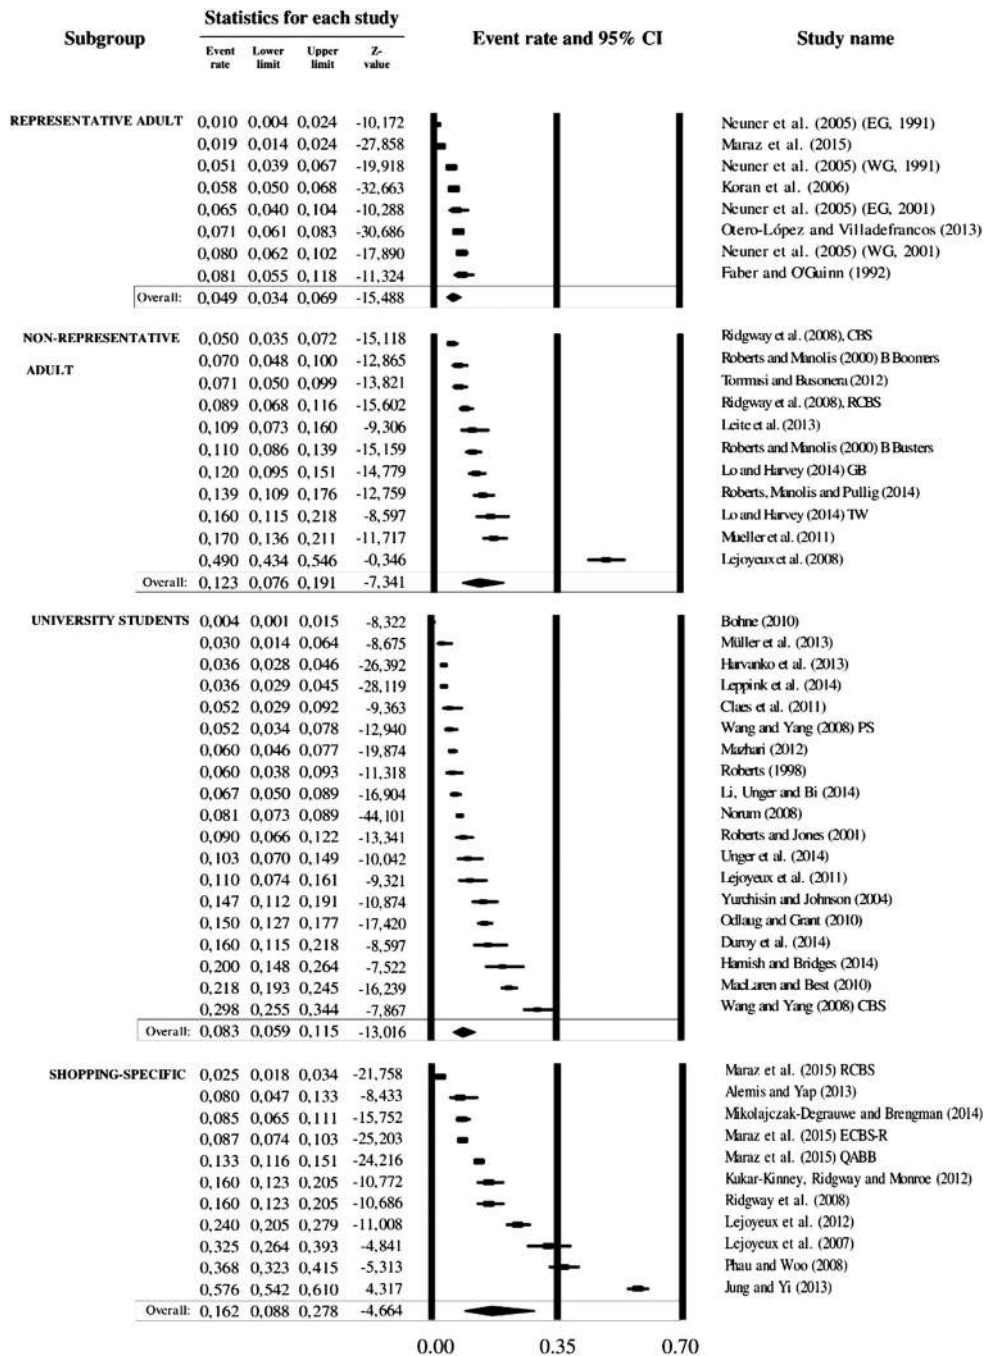 Statistics for each study
Subgroup Event rate and 95% CI Study name
Event Lower Upper Z-
rate limit limit value
REPRESENTATIVE ADULT 0,010 0,004 0,024 -10,172 Neuner et al. (2005) (EG, 1991)
0,019 0,014 0,024 -27,858 Maraz et al. (2015)
0,051 0,039 0,067 -19,918 Neuner et al. (2005) (WG, 1991)
0,058 0,050 0,068 -32,663 Koran et al. (2006)
0,065 0,040 0,104 -10,288 Neuner et al. (2005) (EG, 2001)
0,071 0,061 0,083 -30,686 Otero-López and Villadefrancos (2013)
0,080 0,062 0,102 -17,890 Neuner et al. (2005) (WG, 2001)
0,081 0,055 0,118 -11,324 Faber and O'Guinn (1992)
Overall: 0,049 0,034 0,069 -15,488
NON-REPRESENTATIVE 0,050 0,035 0,072 -15,118 Ridgway et al. (2008), CBS
0,070 0,048 0,100 -12,865 Roberts and Manolis (2000) B Boomers
ADULT 0,071 0,050 0,099 -13,821 Tommasi and Busonera (2012)
0,089 0,068 0,116 -15,602 Ridgway et al. (2008), RCBS
0,109 0,073 0,160 -9,306 Leite et al. (2013)
0,110 0,086 0,139 -15,159 Roberts and Manolis (2000) B Busters
0,120 0,095 0,151 -14,779 Lo and Harvey (2014) GB
0,139 0,109 0,176 -12,759 Roberts, Manolis and Pullig (2014)
0,160 0,115 0,218 -8,597 Lo and Harvey (2014) TW
0,170 0,136 0,211 -11,717 Mueller et al. (2011)
0,490 0,434 0,546 -0,346 Lejoyeux et al. (2008)
Overall: 0,123 0,076 0,191 -7,341
UNIVERSITY STUDENTS 0,004 0,001 0,015 -8,322 Bohne (2010)
0,030 0,014 0,064 -8,675 Müller et al. (2013)
0,036 0,028 0,046 -26,392 Harvanko et al. (2013)
0,036 0,029 0,045 -28,119 Leppink et al. (2014)
0,052 0,029 0,092 -9,363 Claes et al. (2011)
0,052 0,034 0,078 -12,940 Wang and Yang (2008) PS
0,060 0,046 0,077 -19,874 Mazhari (2012)
0,060 0,038 0,093 -11,318 Roberts (1998)
0,067 0,050 0,089 -16,904 Li, Unger and Bi (2014)
0,081 0,073 0,089 -44,101 Norum (2008)
0,090 0,066 0,122 -13,341 Roberts and Jones (2001)
0,103 0,070 0,149 -10,042 Unger et al. (2014)
0,110 0,074 0,161 -9,321 Lejoyeux et al. (2011)
0,147 0,112 0,191 -10,874 Yurchisin and Johnson (2004)
0,150 0,127 0,177 -17,420 Odlaug and Grant (2010)
0,160 0,115 0,218 -8,597 Duroy et al. (2014)
0,200 0,148 0,264 -7,522 Harnish and Bridges (2014)
0,218 0,193 0,245 -16,239 MacLaren and Best (2010)
0,298 0,255 0,344 -7,867 Wang and Yang (2008) CBS
Overall: 0,083 0,059 0,115 -13,016
SHOPPING-SPECIFIC 0,025 0,018 0,034 -21,758 Maraz et al. (2015) RCBS
0,080 0,047 0,133 -8,433 Alemis and Yap (2013)
0,085 0,065 0,111 -15,752 Mikolajczak-Degrauwe and Brengman (2014)
0,087 0,074 0,103 -25,203 Maraz et al. (2015) ECBS-R
0,133 0,116 0,151 -24,216 Maraz et al. (2015) QABB
0,160 0,123 0,205 -10,772 Kukar-Kinney, Ridgway and Monroe (2012)
0,160 0,123 0,205 -10,686 Ridgway et al. (2008)
0,240 0,205 0,279 -11,008 Lejoyeux et al. (2012)
0,325 0,264 0,393 -4,841 Lejoyeux et al. (2007)
0,368 0,323 0,415 -5,313 Phau and Woo (2008)
0,576 0,542 0,610 4,317 Jung and Yi (2013)
Overall: 0,162 0,088 0,278 -4,664
0.00 0.35 0.70